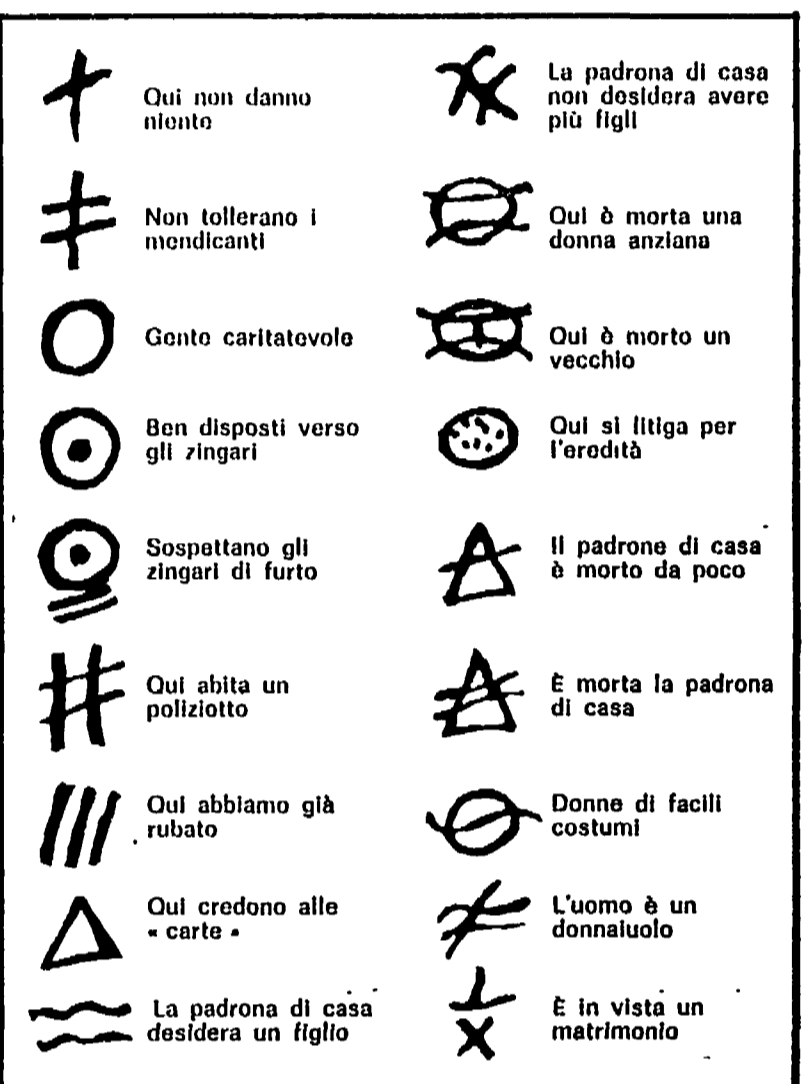 Qui non danno
niente
Non tollerano i
mendicanti
Gente caritatevole
Ben disposti verso
gli zingari
Sospettano gli
zingari di furto
Qui abita un
poliziotto
Qui abbiamo già
rubato
Qui credono alle
« carte »
La padrona di casa
desidera un figlio
La padrona di casa
non desidera avere
più figli
Qui è morta una
donna anziana
Qui è morto un
vecchio
Qui si litiga per
l'eredità
Il padrone di casa
è morto da poco
È morta la padrona
di casa
Donne di facili
costumi
L'uomo è un
donnaiuolo
È in vista un
matrimonio